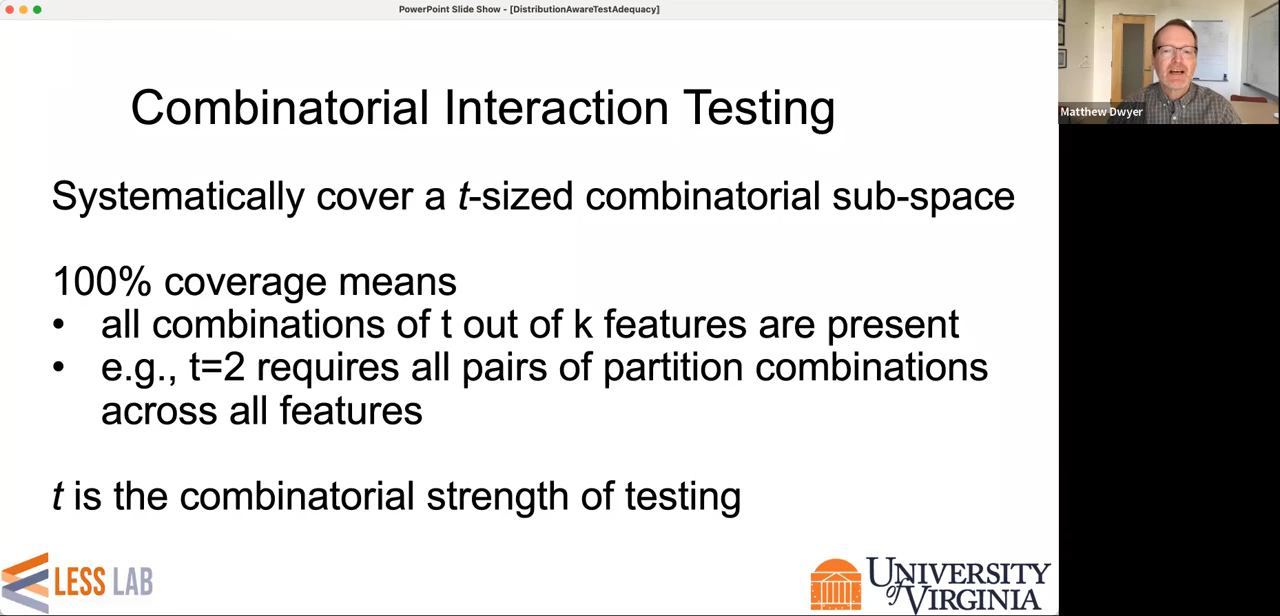 PowerPoint Slide Show - [DistributionAwareTestAdequacy]
Combinatorial Interaction Testing
Systematically cover a t-sized combinatorial sub-space
100% coverage means
• all combinations of t out of k features are present
• e.g., t=2 requires all pairs of partition combinations
across all features
t is the combinatorial strength of testing
LESS LAB
UNIVERSITY
of VIRGINIA
Matthew Dwyer